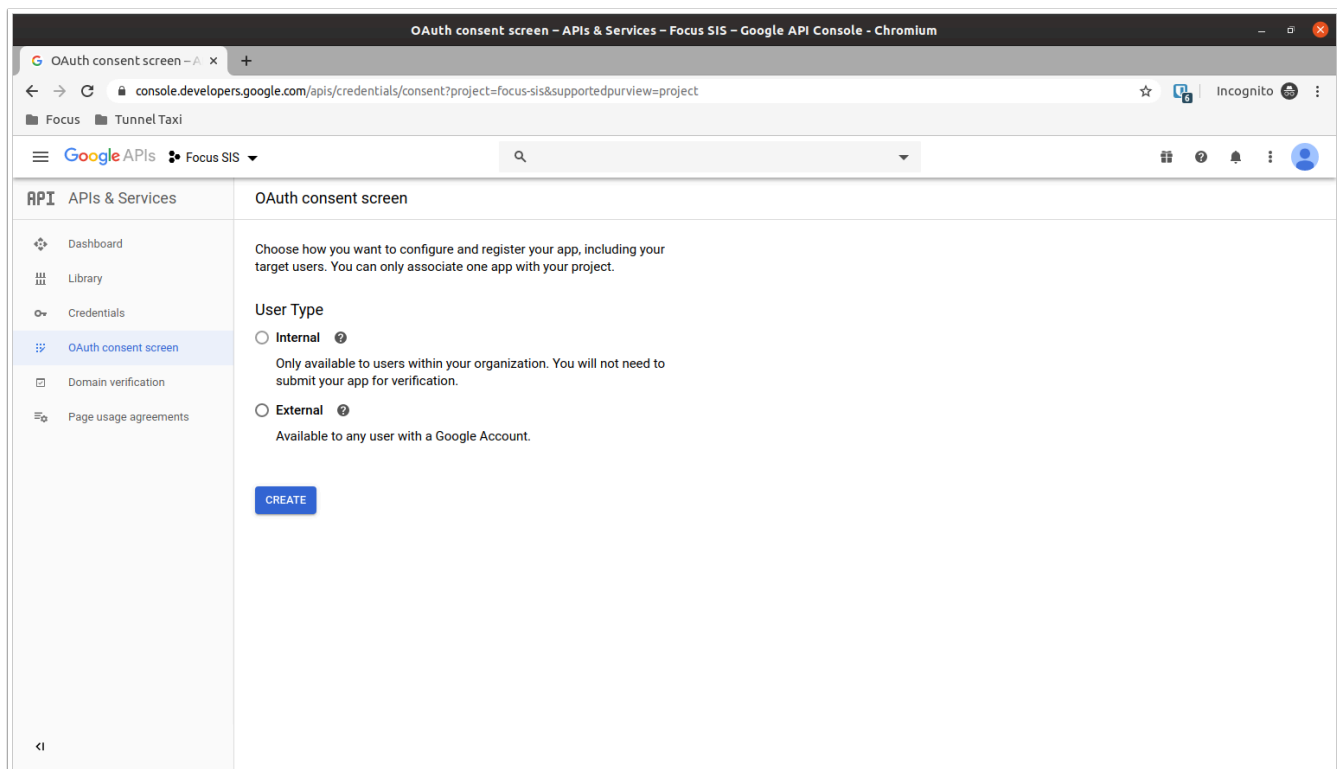 OAuth consent screen – APIs & Services – Focus SIS – Google API Console - Chromium
OAuth consent screen – A
console.developers.google.com/apis/credentials/consent?project=focus-sis&supportedpurview=project
6
Incognito
Focus
Tunnel Taxi
Google APIs
Focus SIS
API APIs & Services
OAuth consent screen
Dashboard
Library
Credentials
OAuth consent screen
Domain verification
Page usage agreements
Choose how you want to configure and register your app, including your
target users. You can only associate one app with your project.
User Type
Internal
Only available to users within your organization. You will not need to
submit your app for verification.
External
Available to any user with a Google Account.
CREATE